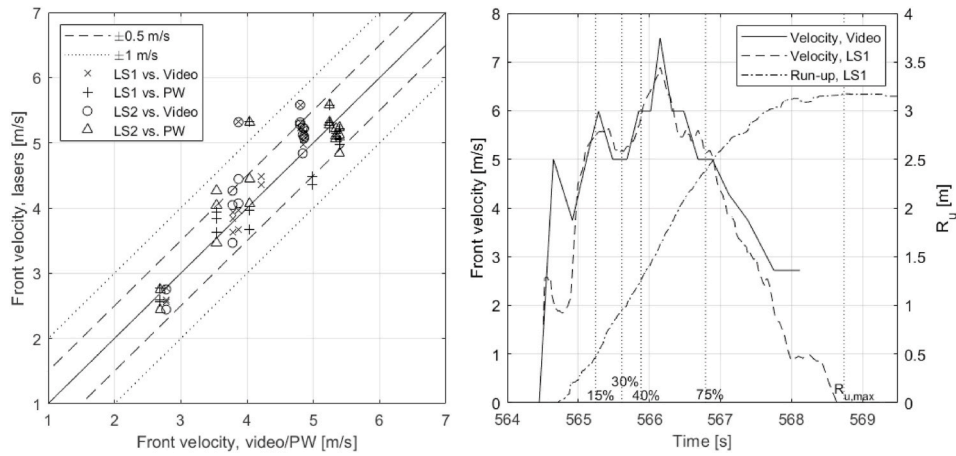 ±0.5 m/s
±1 m/s
LS1 vs. Video
LS1 vs. PW
LS2 vs. Video
LS2 vs. PW
7
6
5
4
3
2
1
Front velocity, lasers [m/s]
1 2 3 4 5 6 7
Front velocity, video/PW [m/s]
Velocity, Video
Velocity, LS1
Run-up, LS1
8
7
6
5
4
3
2
1
0
Front velocity [m/s]
4
3.5
3
2.5
2
1.5
1
0.5
0
R_u [m]
15% 30% 40% 75% R_u,max
564 565 566 567 568 569
Time [s]